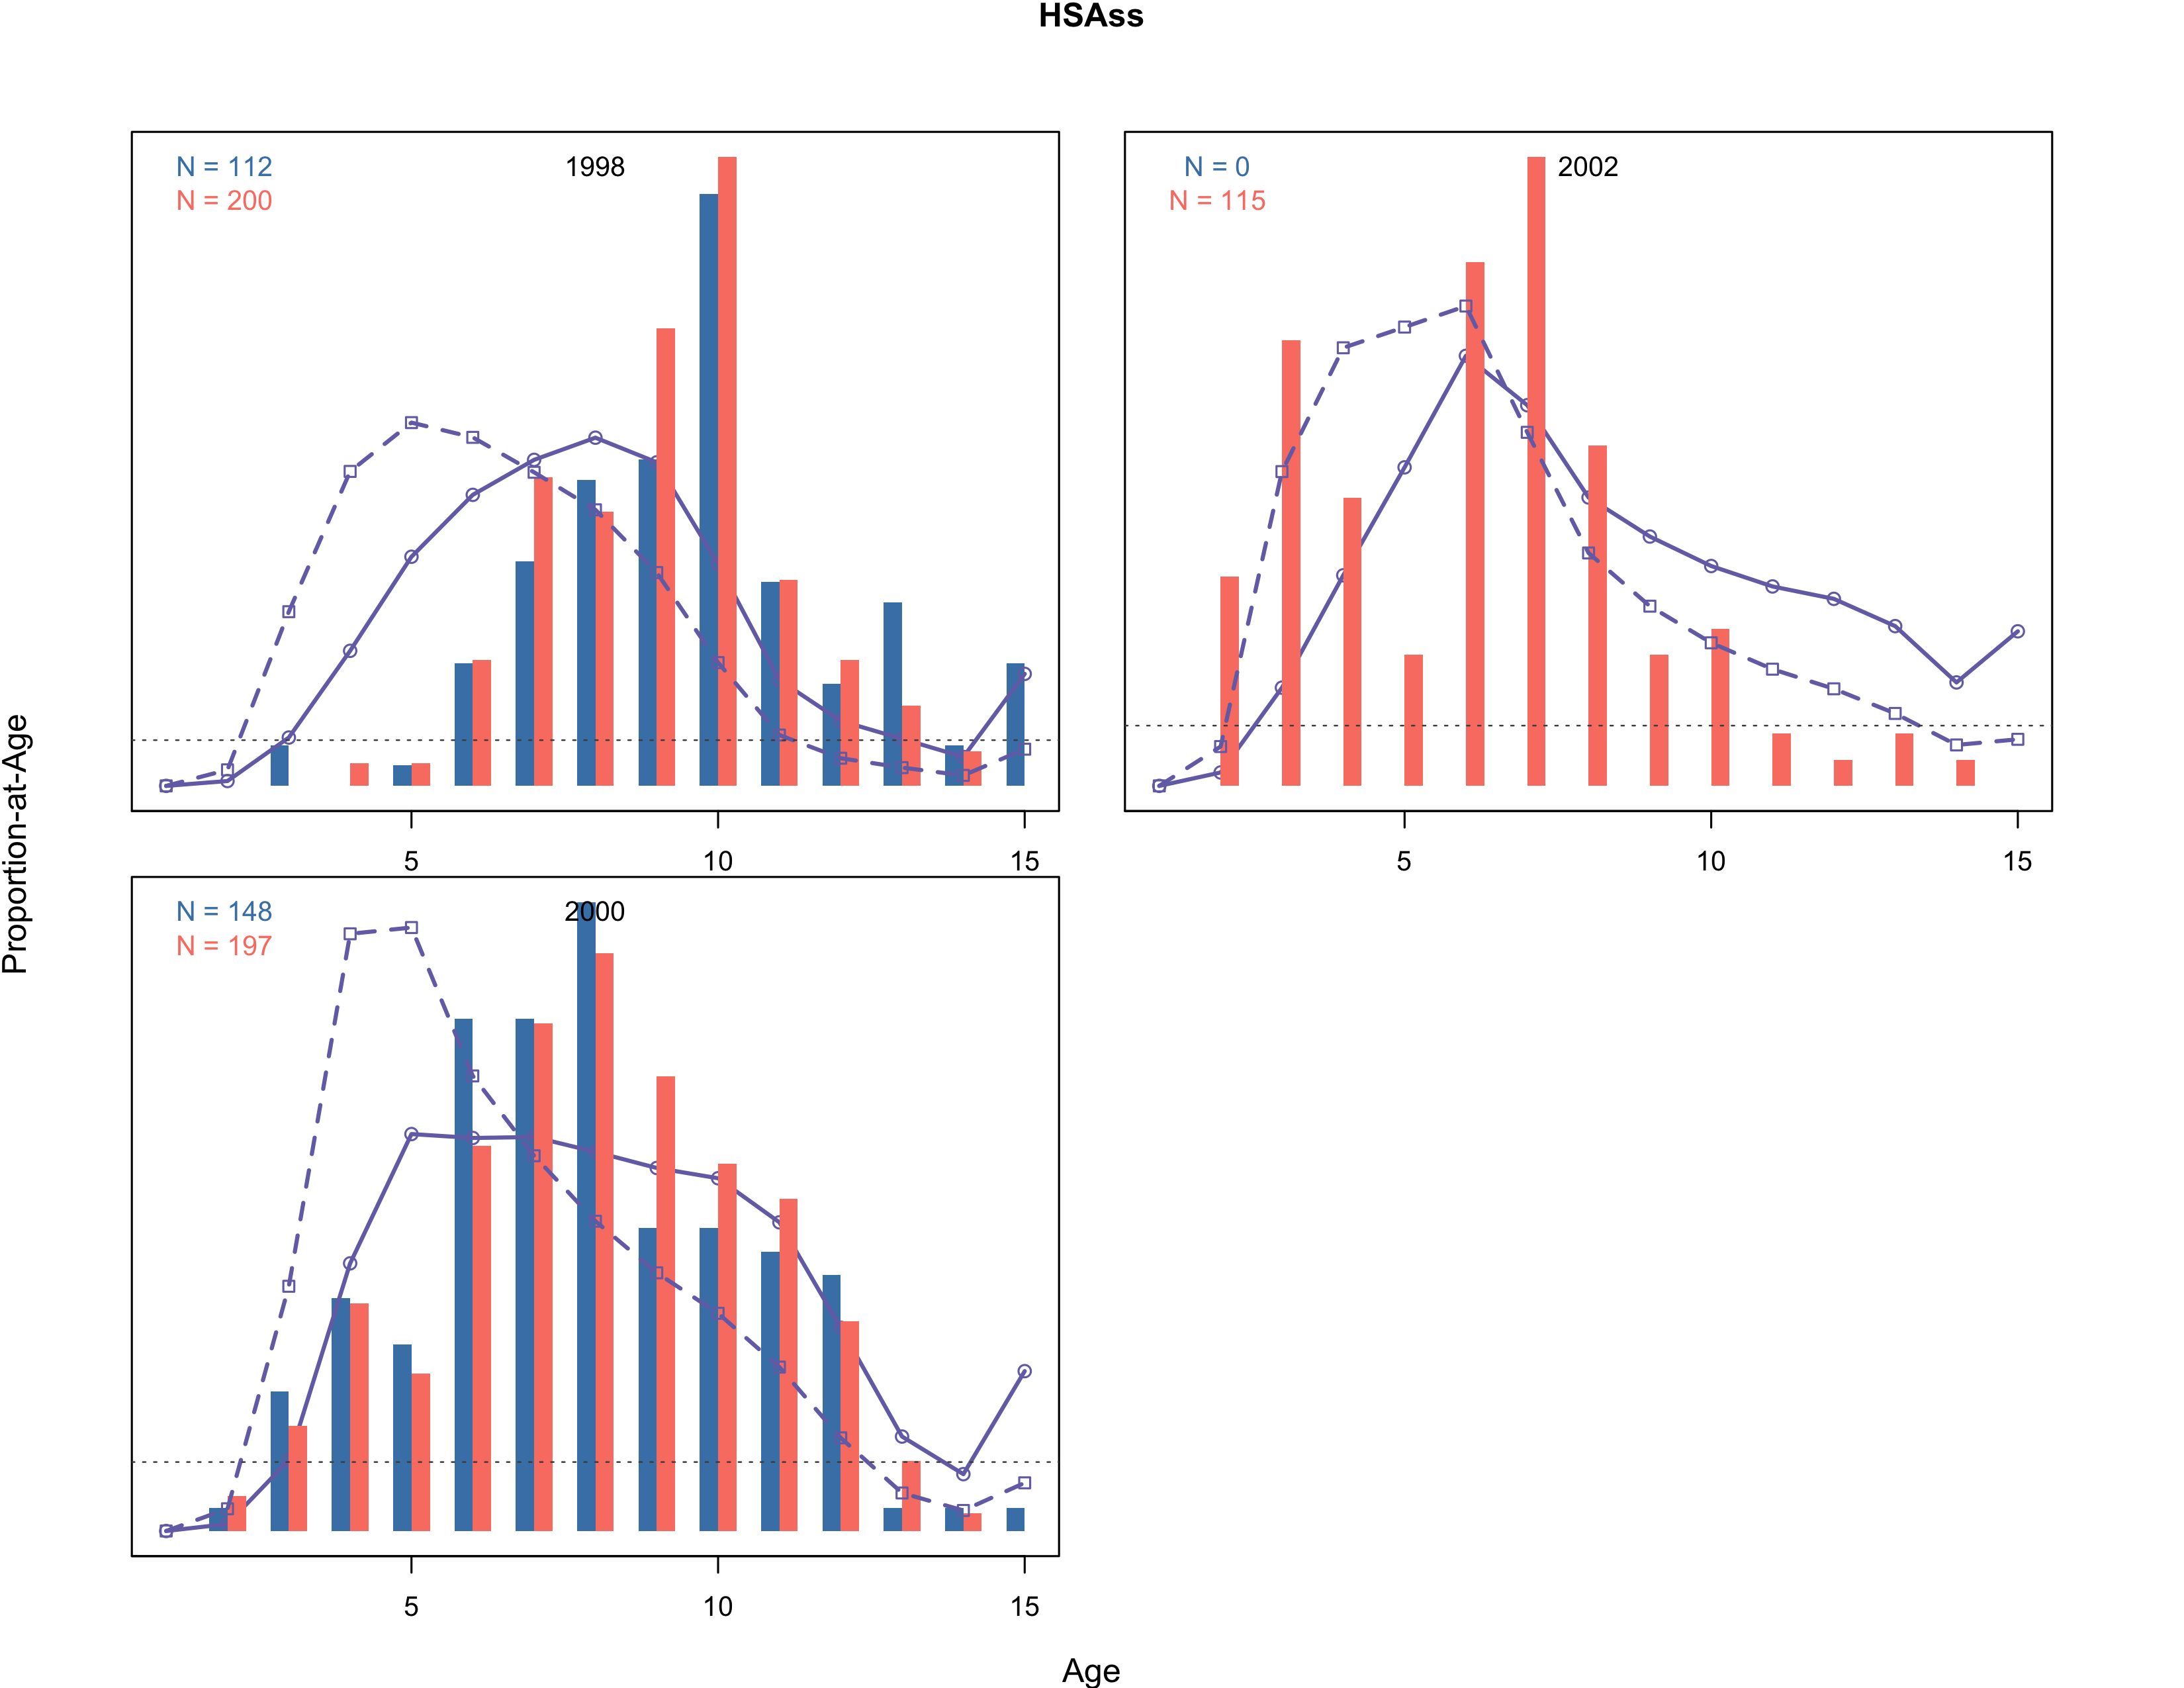 HSAss
N = 112
1998
N = 200
N = 0
2002
N = 115
5
10
15
5
10
15
N = 148
2000
N = 197
5
10
15
Proportion-at-Age
Age